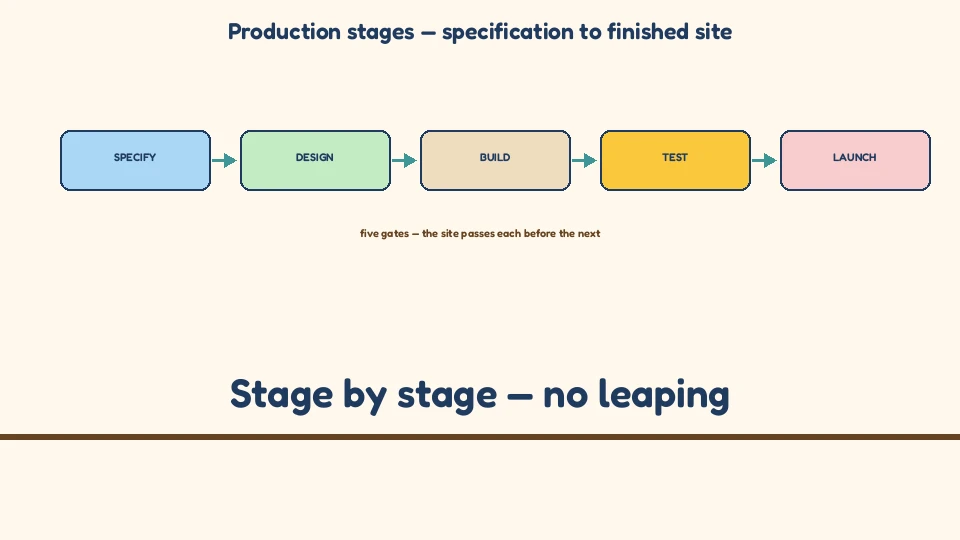 Production stages — specification to finished site
SPECIFY
DESIGN
BUILD
TEST
LAUNCH
five gates — the site passes each before the next
Stage by stage — no leaping